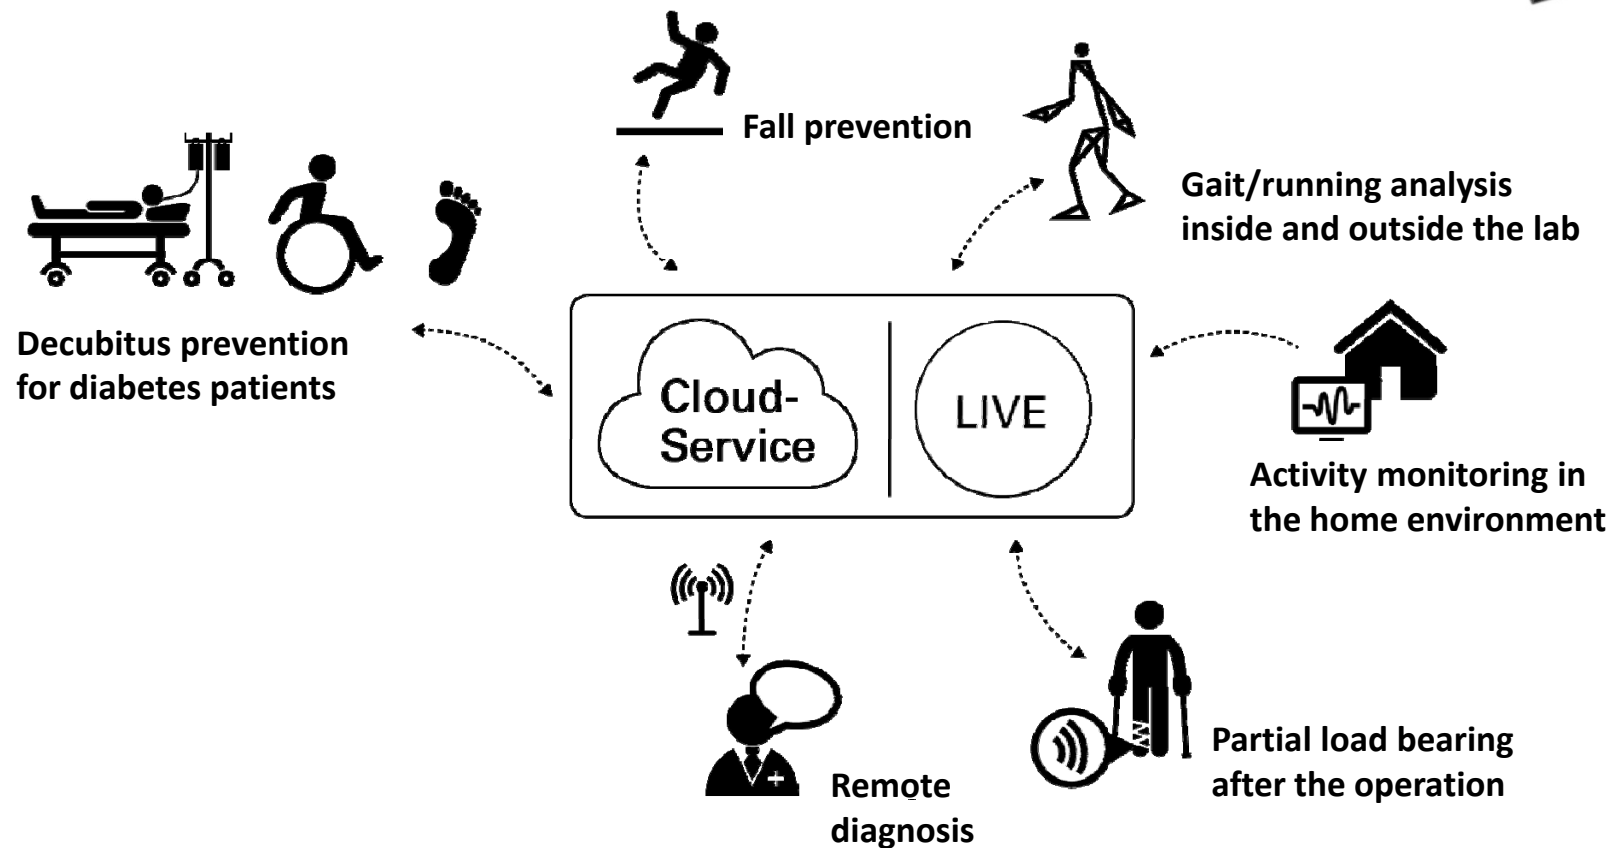 Fall prevention
Gait/running analysis
inside and outside the lab
Decubitus prevention
for diabetes patients
Cloud-
Service
LIVE
Activity monitoring in
the home environment
Partial load bearing
after the operation
Remote
diagnosis